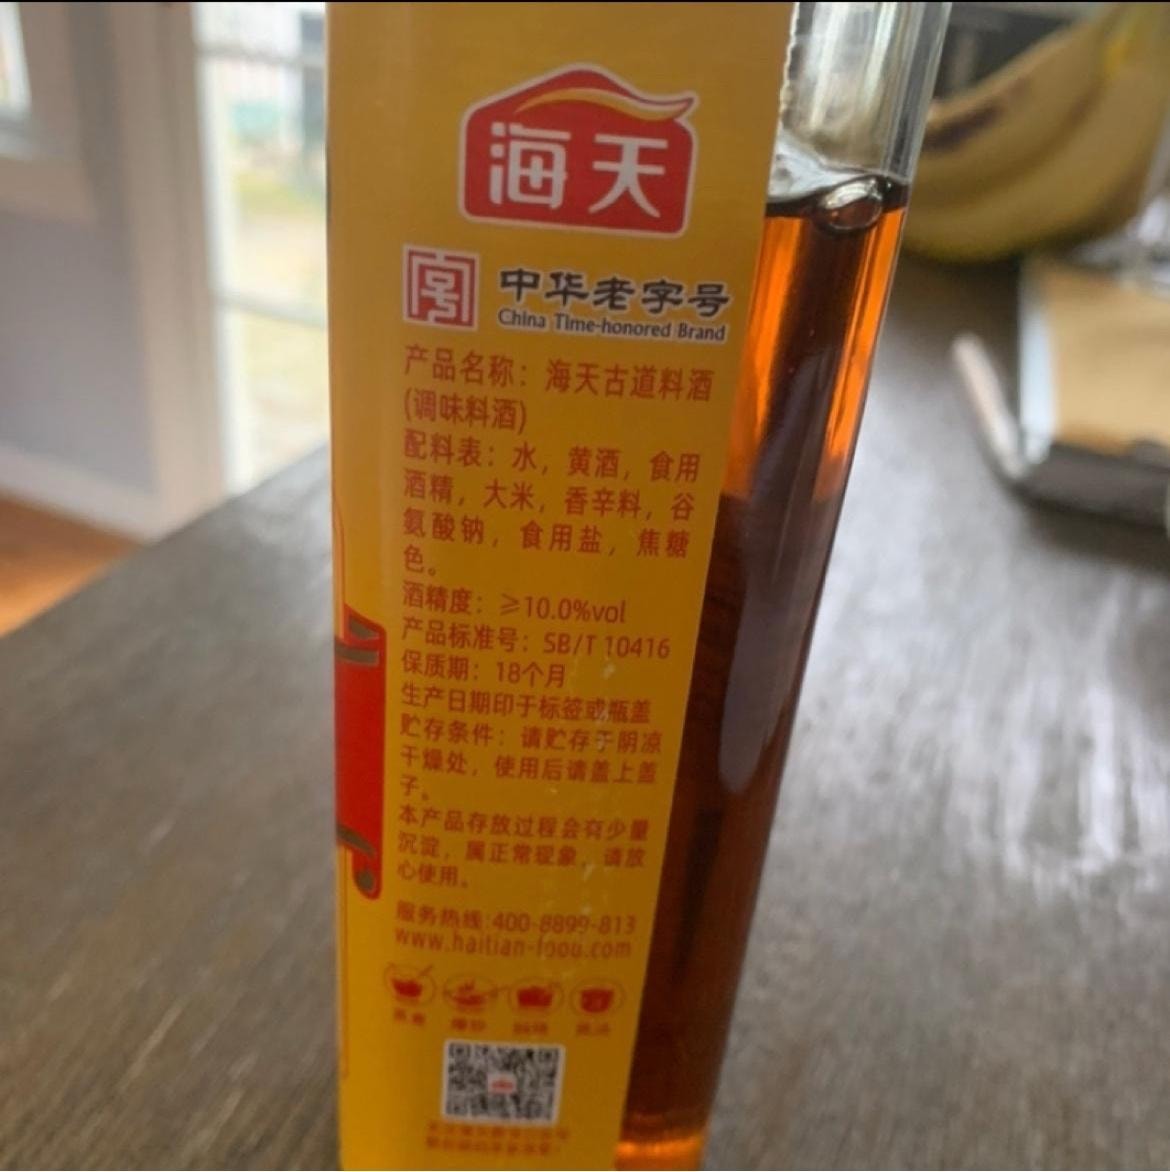 海天
中华老字号
China Time-honored Brand
产品名称：海天古道料酒
(调味料酒)
配料表：水，黄酒，食用
酒精，大米，香辛料，谷
氨酸钠，食用盐，焦糖
色。
酒精度：≥10.0%vol
产品标准号：SB/T 10416
保质期：18个月
生产日期印于标签或瓶盖
贮存条件：请贮存于阴凉
干燥处，使用后请盖上盖
子。
本产品存放过程会有少量
沉淀，属正常现象，请放
心使用。
服务热线:400-8899-813
www.haitian-food.com